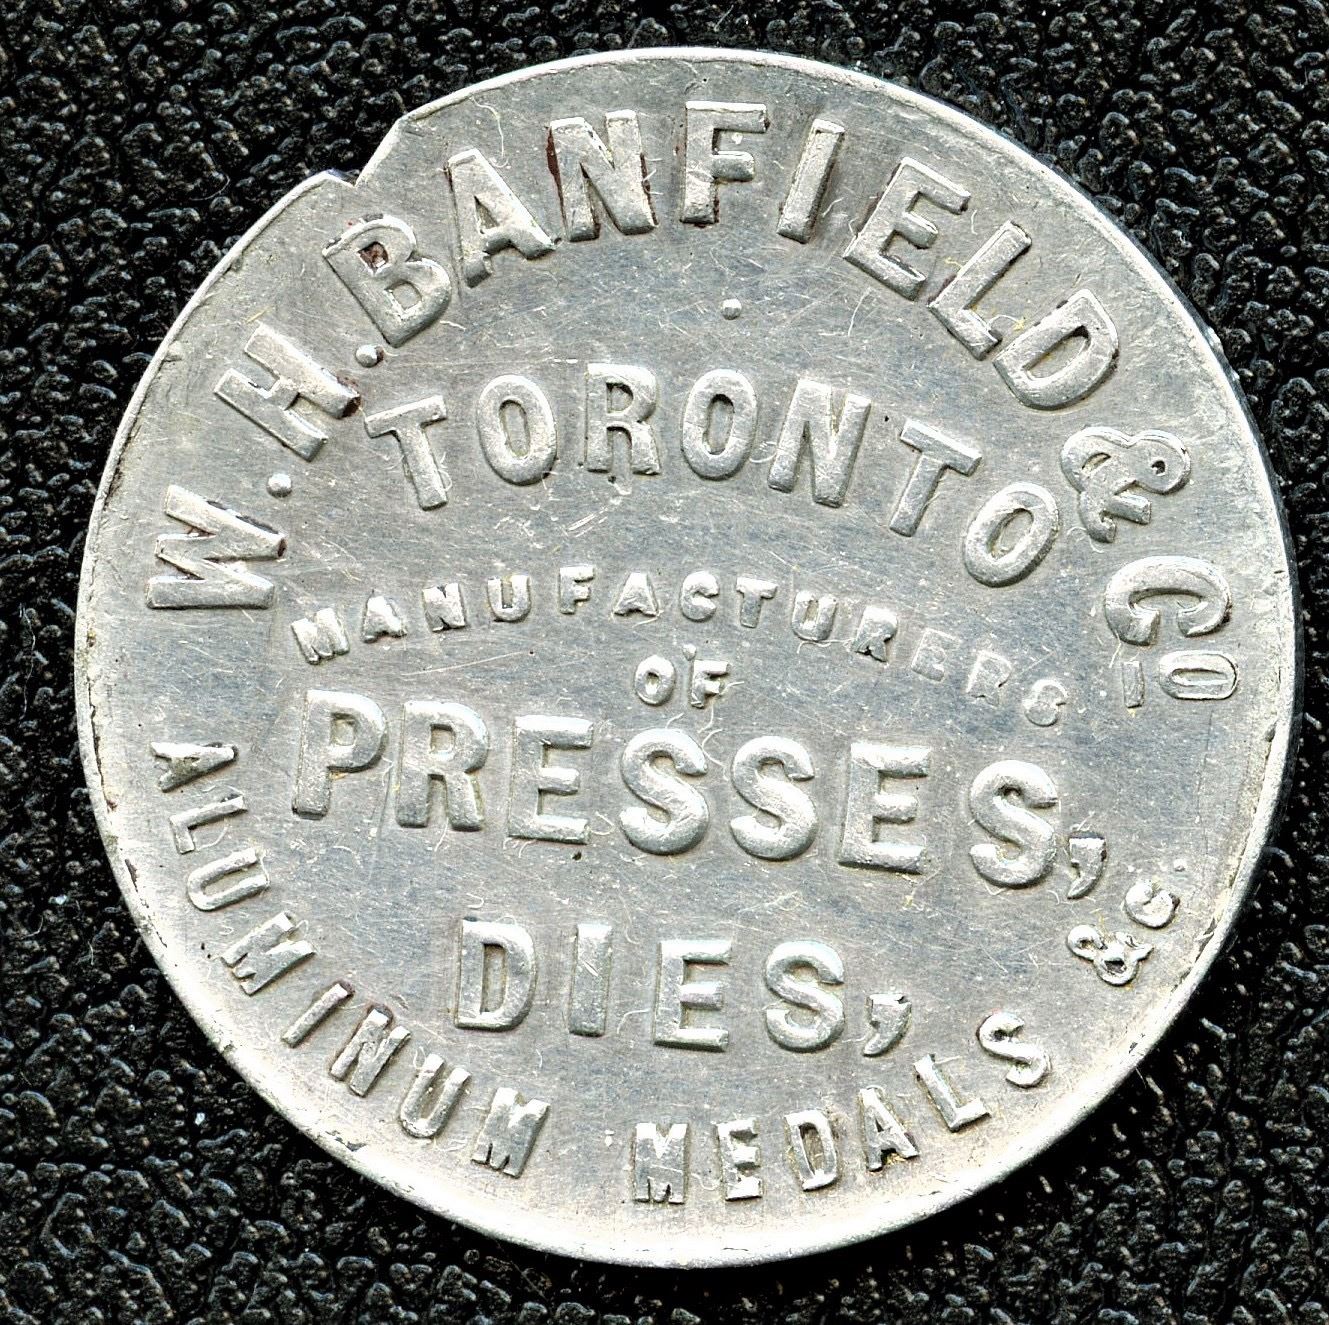 W.H.BANFIELD & Co
TORONTO
MANUFACTURERS
OF
PRESSES,
DIES,
ALUMINUM MEDALS &c.